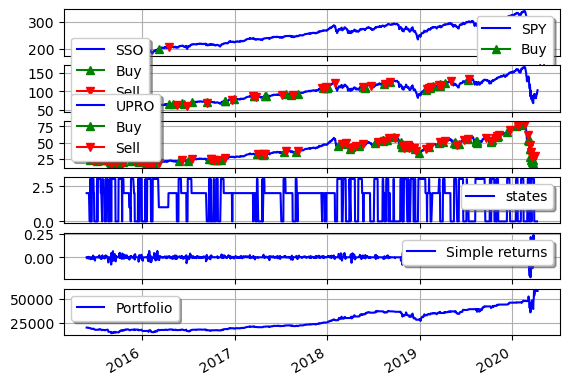 300
200
SPY
Buy
SSO
Buy
Sell
150
100
50
UPRO
Buy
Sell
75
50
25
2.5
0.0
states
0.25
0.00
Simple returns
50000
25000
Portfolio
2016 2017 2018 2019 2020